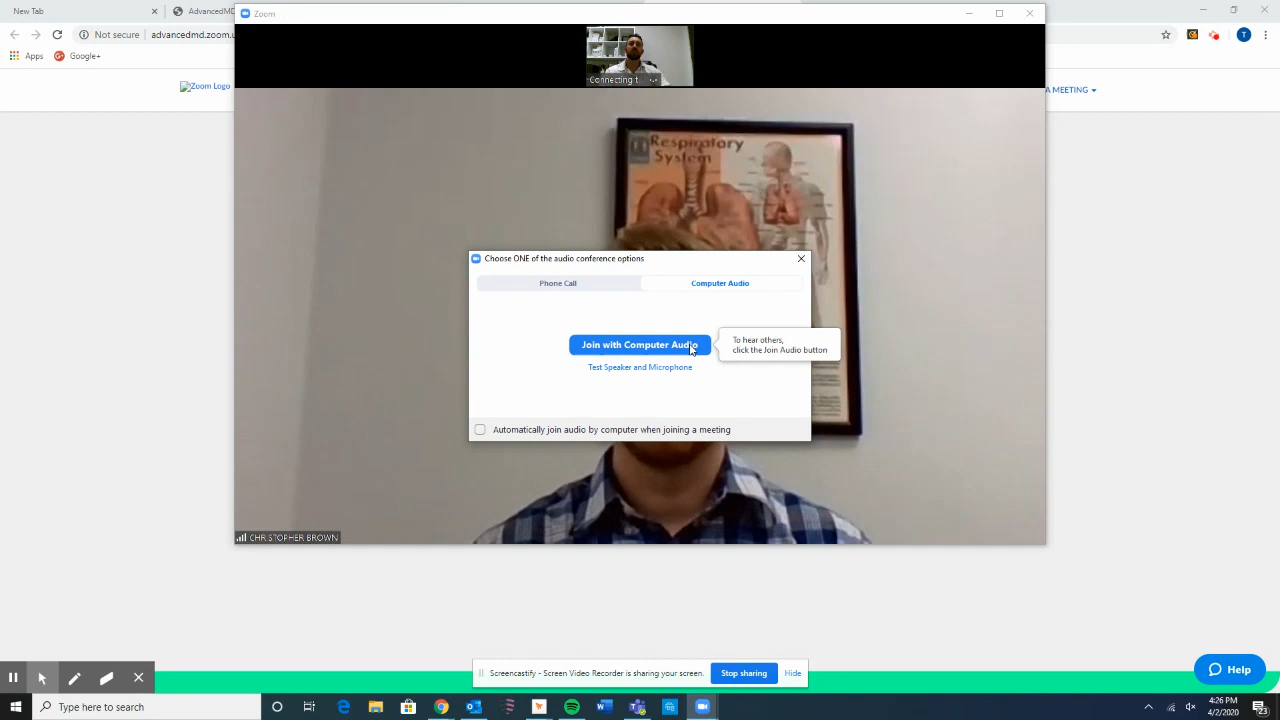 New Tab
AdvancedMD
Zoom
Not secure
advancedmd.zoom.u
Apps
Google+
Zoom Logo
A MEETING
Connecting t
Respiratory
System
Choose ONE of the audio conference options
Phone Call
Computer Audio
Join with Computer Audio
To hear others,
click the Join Audio button
Test Speaker and Microphone
Automatically join audio by computer when joining a meeting
CHRISTOPHER BROWN
Screencastify - Screen Video Recorder is sharing your screen.
Stop sharing
Hide
Help
Type here to search
4:26 PM
4/2/2020